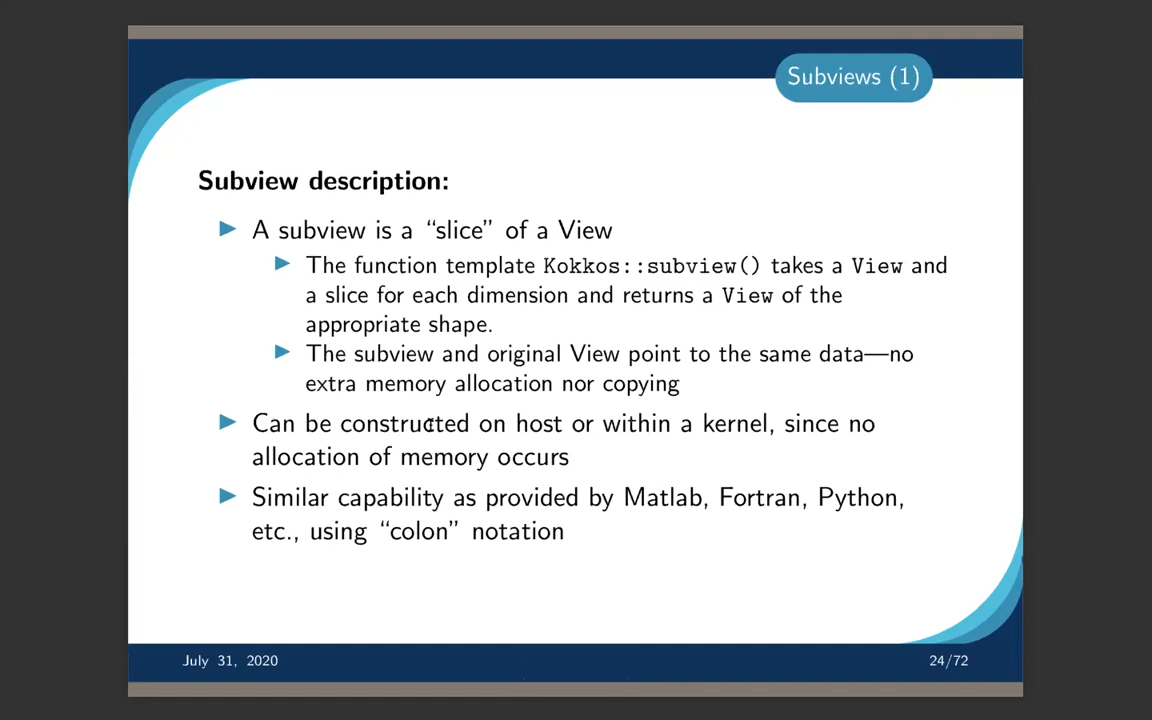 Subviews (1)
Subview description:
A subview is a “slice” of a View
The function template Kokkos::subview() takes a View and
a slice for each dimension and returns a View of the
appropriate shape.
The subview and original View point to the same data—no
extra memory allocation nor copying
Can be constructed on host or within a kernel, since no
allocation of memory occurs
Similar capability as provided by Matlab, Fortran, Python,
etc., using “colon” notation
July 31, 2020
24/72